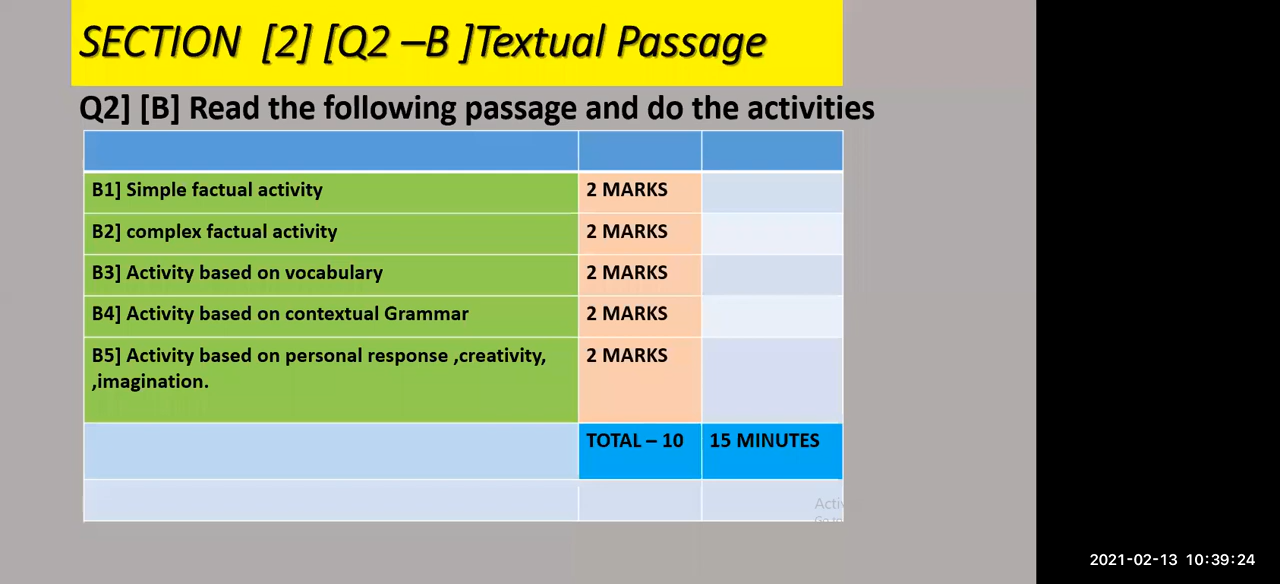 SECTION [2] [Q2 –B ]Textual Passage
Q2] [B] Read the following passage and do the activities
B1] Simple factual activity 2 MARKS
B2] complex factual activity 2 MARKS
B3] Activity based on vocabulary 2 MARKS
B4] Activity based on contextual Grammar 2 MARKS
B5] Activity based on personal response ,creativity, 2 MARKS
,imagination.
TOTAL – 10 15 MINUTES
2021-02-13 10:39:24